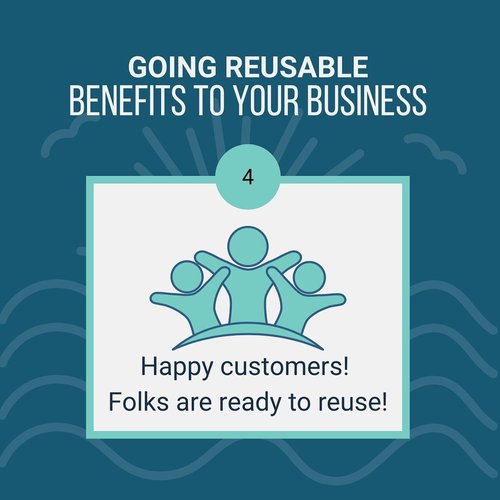 GOING REUSABLE
BENEFITS TO YOUR BUSINESS
4
Happy customers!
Folks are ready to reuse!